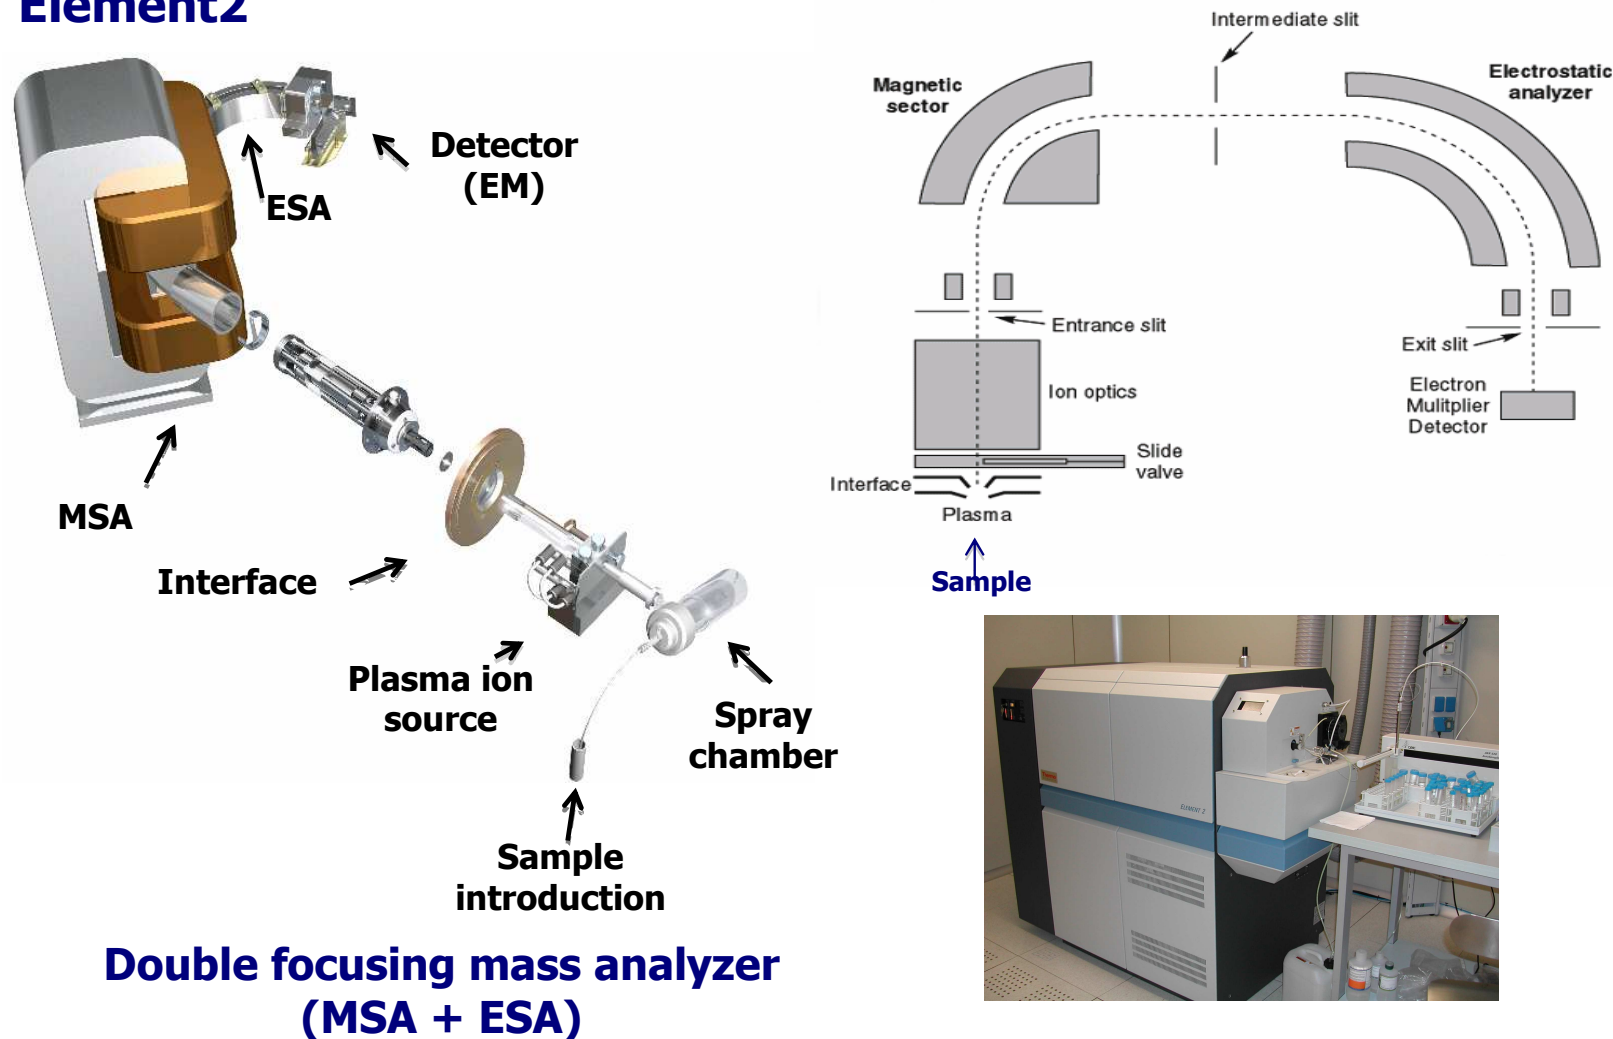 Element2
Detector
(EM)
ESA
MSA
Interface
Plasma ion
source
Spray
chamber
Sample
introduction
Double focusing mass analyzer
(MSA + ESA)
Intermediate slit
Magnetic
sector
Electrostatic
analyzer
Entrance slit
Exit slit
Ion optics
Electron
Mulitplier
Detector
Slide
valve
Interface
Plasma
Sample
ELEMENT 2